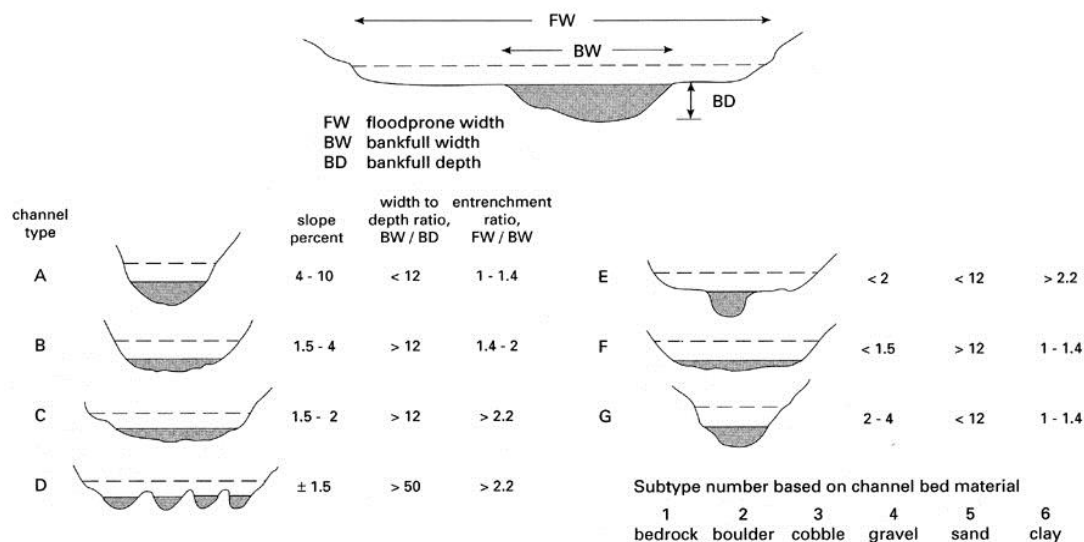 FW
BW
BD
FW floodprone width
BW bankfull width
BD bankfull depth
channel type
slope percent
width to depth ratio, BW / BD
entrenchment ratio, FW / BW
A 4 - 10 < 12 1 - 1.4
B 1.5 - 4 > 12 1.4 - 2
C 1.5 - 2 > 12 > 2.2
D ± 1.5 > 50 > 2.2
E < 2 < 12 > 2.2
F < 1.5 > 12 1 - 1.4
G 2 - 4 < 12 1 - 1.4
Subtype number based on channel bed material
1 2 3 4 5 6
bedrock boulder cobble gravel sand clay